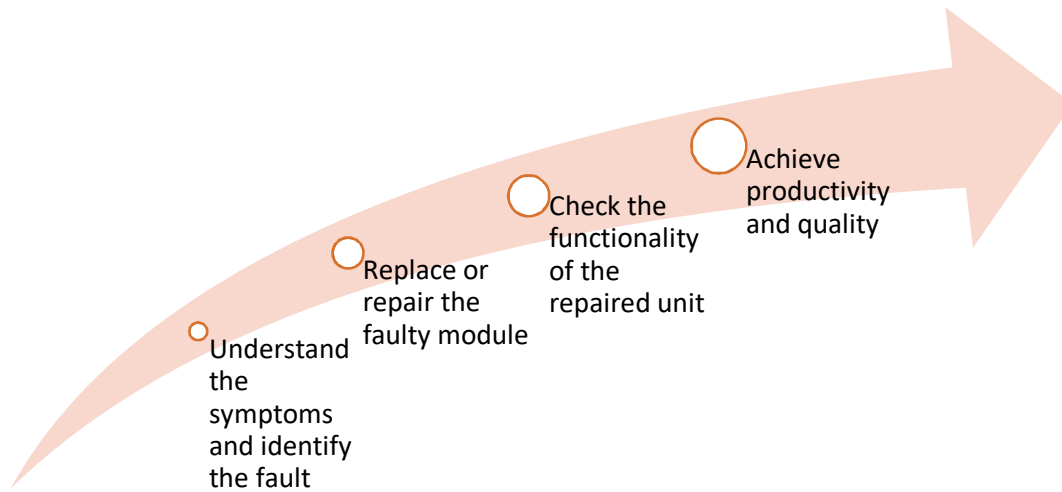 Understand
the
symptoms
and identify
the fault
Replace or
repair the
faulty module
Check the
functionality
of the
repaired unit
Achieve
productivity
and quality